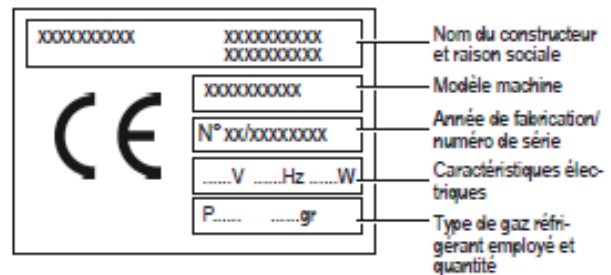 XXXXXXXXXX XXXXXXXXXX Nom du constructeur
XXXXXXXXXX et raison sociale
XXXXXXXXXX Modèle machine
N° xx/xxxxxxxx Année de fabrication/
numéro de série
CE
.......V ......Hz ......W Caractéristiques élec-
triques
P...... ......gr Type de gaz réfri-
gérant employé et
quantité